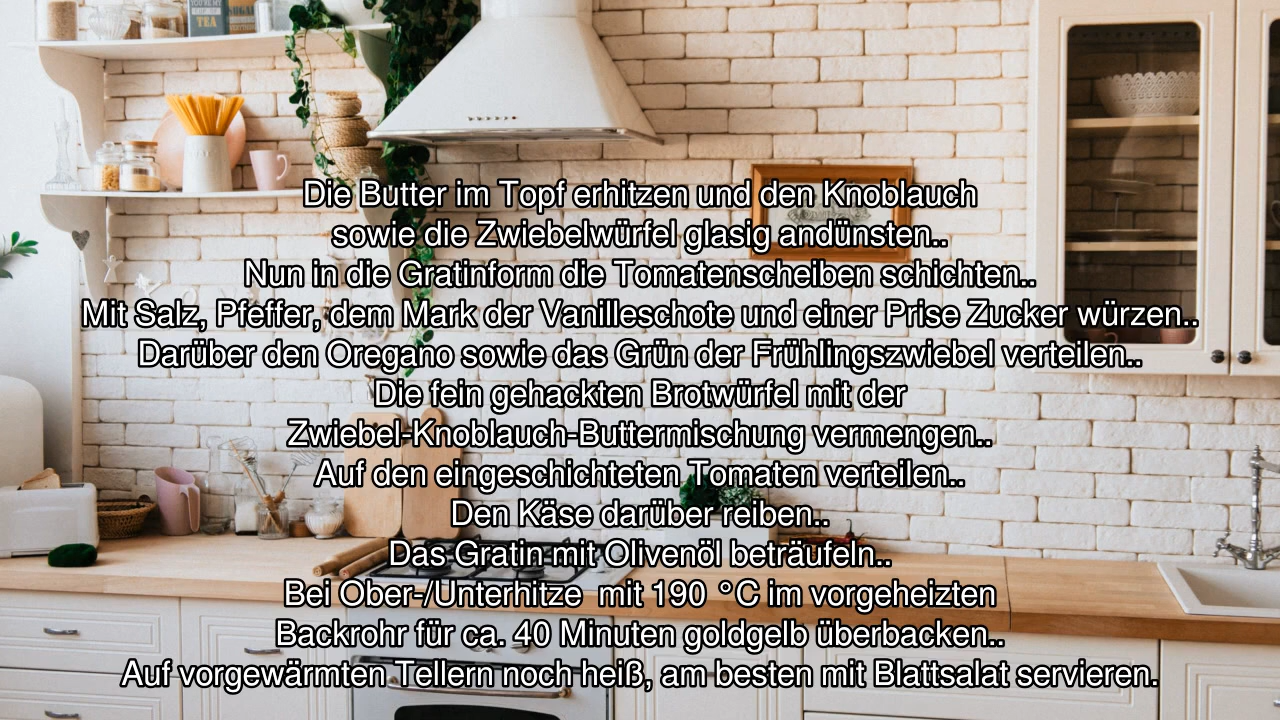 TEA
SUGAR
Die Butter im Topf erhitzen und den Knoblauch
sowie die Zwiebelwürfel glasig andünsten..
Nun in die Gratinform die Tomatenscheiben schichten..
Mit Salz, Pfeffer, dem Mark der Vanilleschote und einer Prise Zucker würzen..
Darüber den Oregano sowie das Grün der Frühlingszwiebel verteilen..
Die fein gehackten Brotwürfel mit der
Zwiebel-Knoblauch-Buttermischung vermengen..
Auf den eingeschichteten Tomaten verteilen..
Den Käse darüber reiben..
Das Gratin mit Olivenöl beträufeln..
Bei Ober-/Unterhitze  mit 190 °C im vorgeheizten
Backrohr für ca. 40 Minuten goldgelb überbacken..
Auf vorgewärmten Tellern noch heiß, am besten mit Blattsalat servieren.